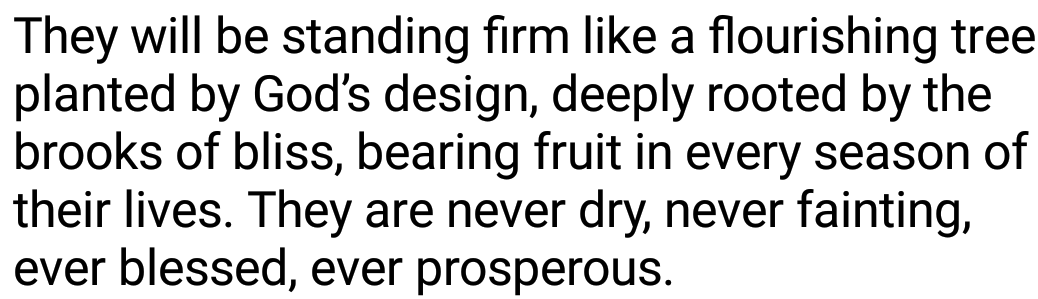 They will be standing firm like a flourishing tree
planted by God’s design, deeply rooted by the
brooks of bliss, bearing fruit in every season of
their lives. They are never dry, never fainting,
ever blessed, ever prosperous.